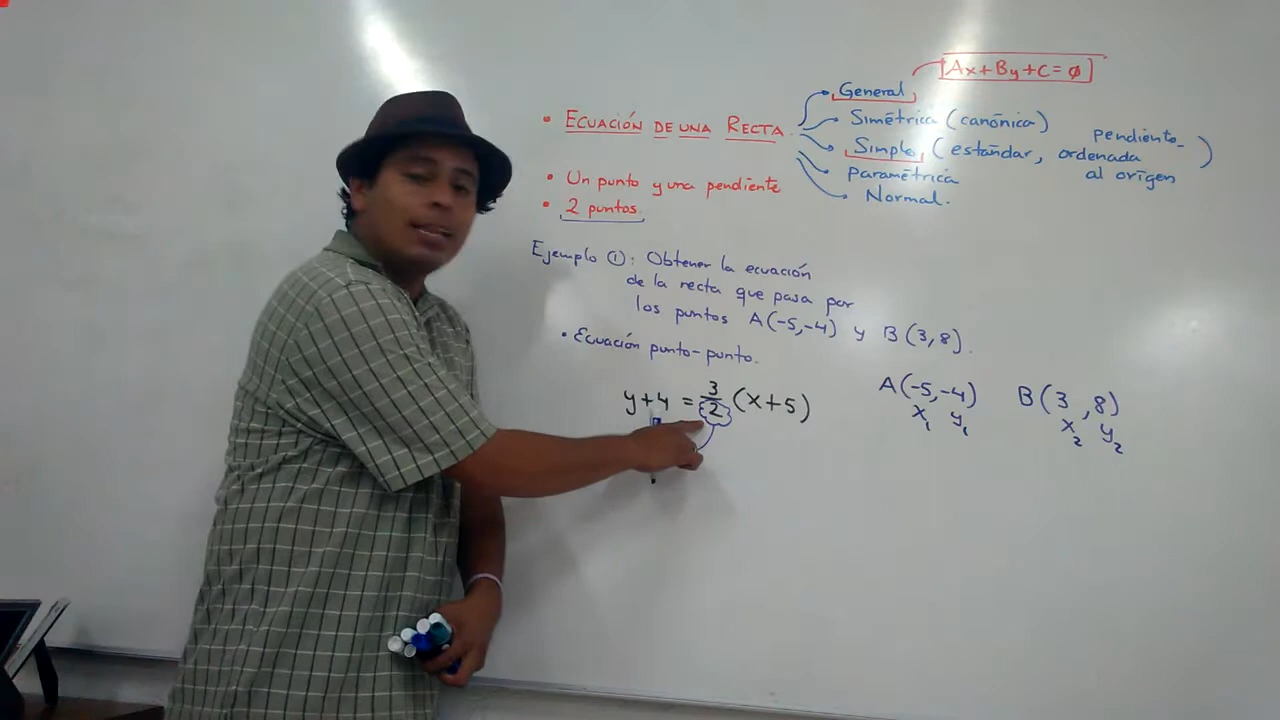 Ax+By+C=∅
• ECUACIÓN DE UNA RECTA.
General
Simétrica (canónica)
Simple (estañdar, ordenada al origen pendiente_)
paramétrica
Normal.
• Un punto y una pendiente
• 2 puntos.
Ejemplo ①: Obtener la ecuación
de la recta que pasa por
los puntos A(-5,-4) y B(3,8).
• Ecuación punto-punto.
y+4 = 3/2 (x+5)
A(-5,-4) B(3,8)
x₁ y₁ x₂ y₂